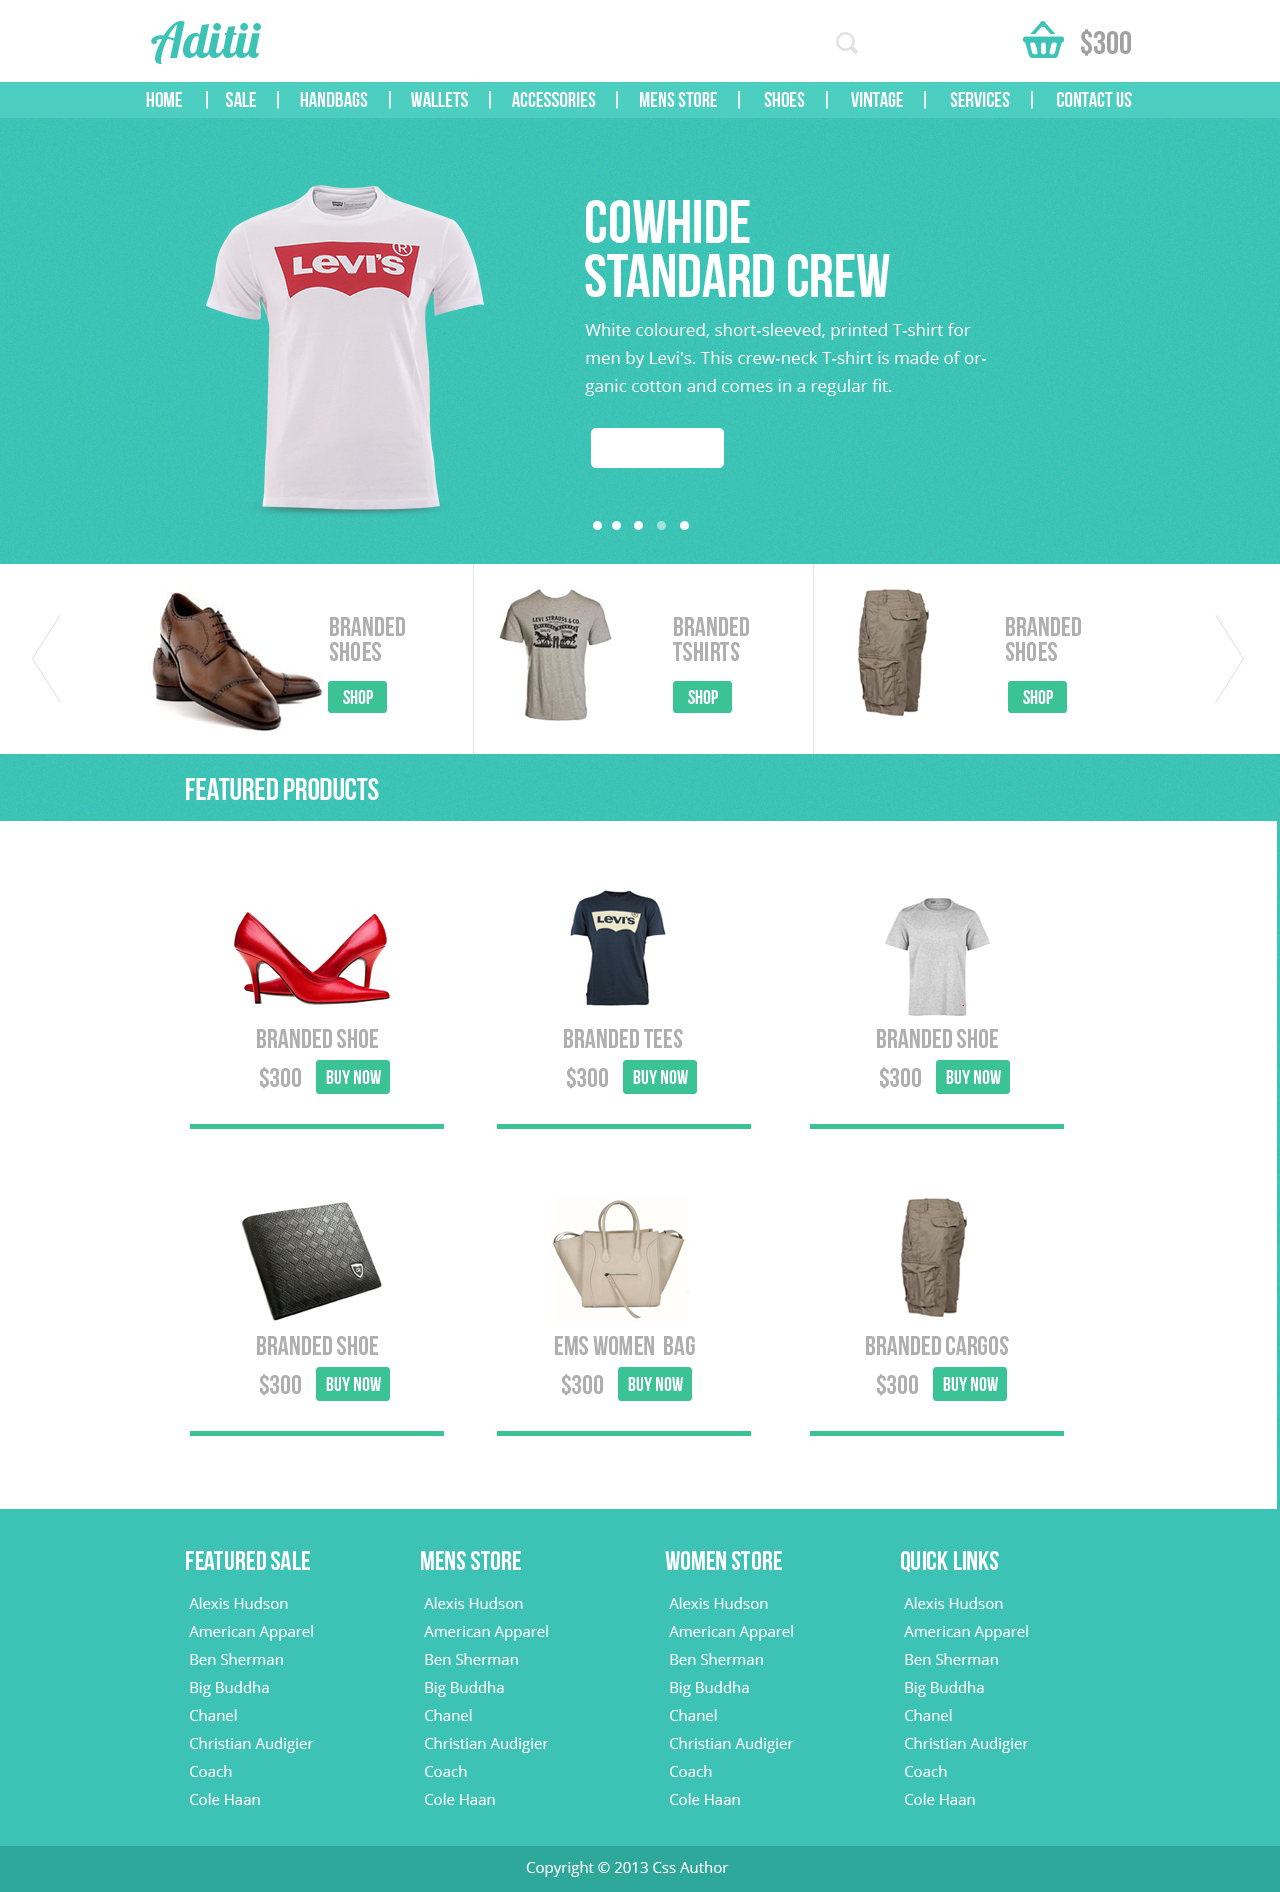 Aditii
$300
HOME | SALE | HANDBAGS | WALLETS | ACCESSORIES | MENS STORE | SHOES | VINTAGE | SERVICES | CONTACT US
LEVI'S ®
COWHIDE
STANDARD CREW
White coloured, short-sleeved, printed T-shirt for
men by Levi's. This crew-neck T-shirt is made of or-
ganic cotton and comes in a regular fit.
BRANDED
SHOES
SHOP
LEVI STRAUSS & CO.
BRANDED
TSHIRTS
SHOP
BRANDED
SHOES
SHOP
FEATURED PRODUCTS
BRANDED SHOE
$300 BUY NOW
LEVI'S
BRANDED TEES
$300 BUY NOW
BRANDED SHOE
$300 BUY NOW
BRANDED SHOE
$300 BUY NOW
EMS WOMEN BAG
$300 BUY NOW
BRANDED CARGOS
$300 BUY NOW
FEATURED SALE
Alexis Hudson
American Apparel
Ben Sherman
Big Buddha
Chanel
Christian Audigier
Coach
Cole Haan
MENS STORE
Alexis Hudson
American Apparel
Ben Sherman
Big Buddha
Chanel
Christian Audigier
Coach
Cole Haan
WOMEN STORE
Alexis Hudson
American Apparel
Ben Sherman
Big Buddha
Chanel
Christian Audigier
Coach
Cole Haan
QUICK LINKS
Alexis Hudson
American Apparel
Ben Sherman
Big Buddha
Chanel
Christian Audigier
Coach
Cole Haan
Copyright © 2013 Css Author